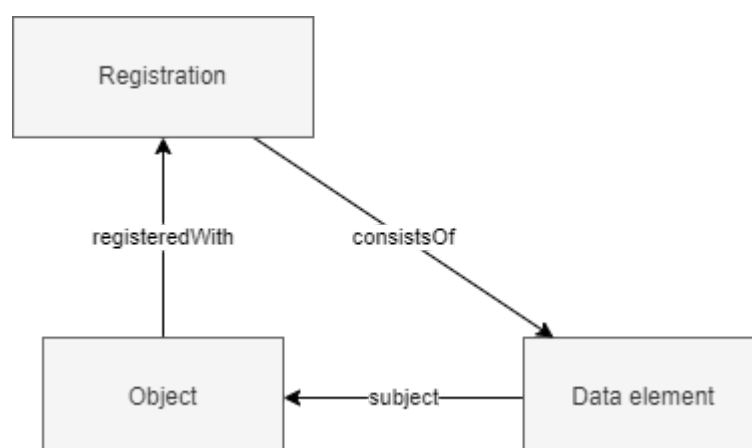 Registration
registeredWith
consistsOf
Object
subject
Data element